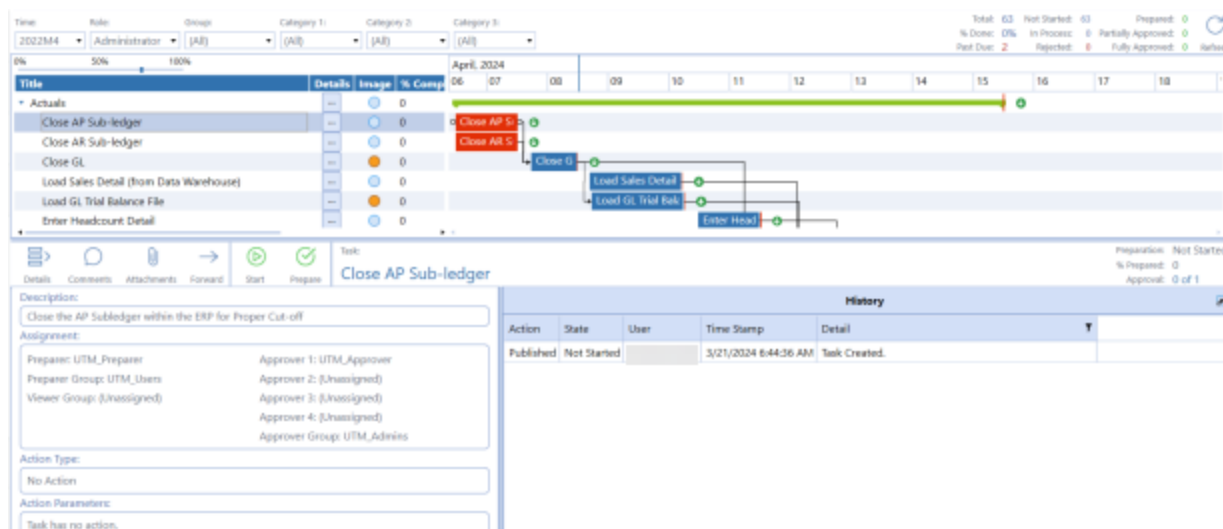 Time: Role: Group: Category 1: Category 2: Category 3:
2022M4 Administrator (All) (All) (All) (All)
Total: 63 Not Started: 63 Prepared: 0
% Done: 0% In Process: 0 Partially Approved: 0
Past Due: 2 Rejected: 0 Fully Approved: 0
0% 50% 100%
April, 2024
Title Details Image % Comp
06 07 08 09 10 11 12 13 14 15 16 17 18
Actuals ... 0
Close AP Sub-ledger ... 0 Close AP S
Close AR Sub-ledger ... 0 Close AR S
Close GL ... 0 Close G
Load Sales Detail (from Data Warehouse) ... 0 Load Sales Detail
Load GL Trial Balance File ... 0 Load GL Trial Bal
Enter Headcount Detail ... 0 Enter Head
Details Comments Attachments Forward Start Prepare
Task:
Close AP Sub-ledger
Preparation: Not Starte
% Prepared: 0
Approval: 0 of 1
Description:
Close the AP Subledger within the ERP for Proper Cut-off
Assignment:
Preparer: UTM_Preparer Approver 1: UTM_Approver
Preparer Group: UTM_Users Approver 2: (Unassigned)
Viewer Group: (Unassigned) Approver 3: (Unassigned)
Approver 4: (Unassigned)
Approver Group: UTM_Admins
Action Type:
No Action
Action Parameters:
Task has no action.
History
Action State User Time Stamp Detail
Published Not Started 3/21/2024 6:44:36 AM Task Created.